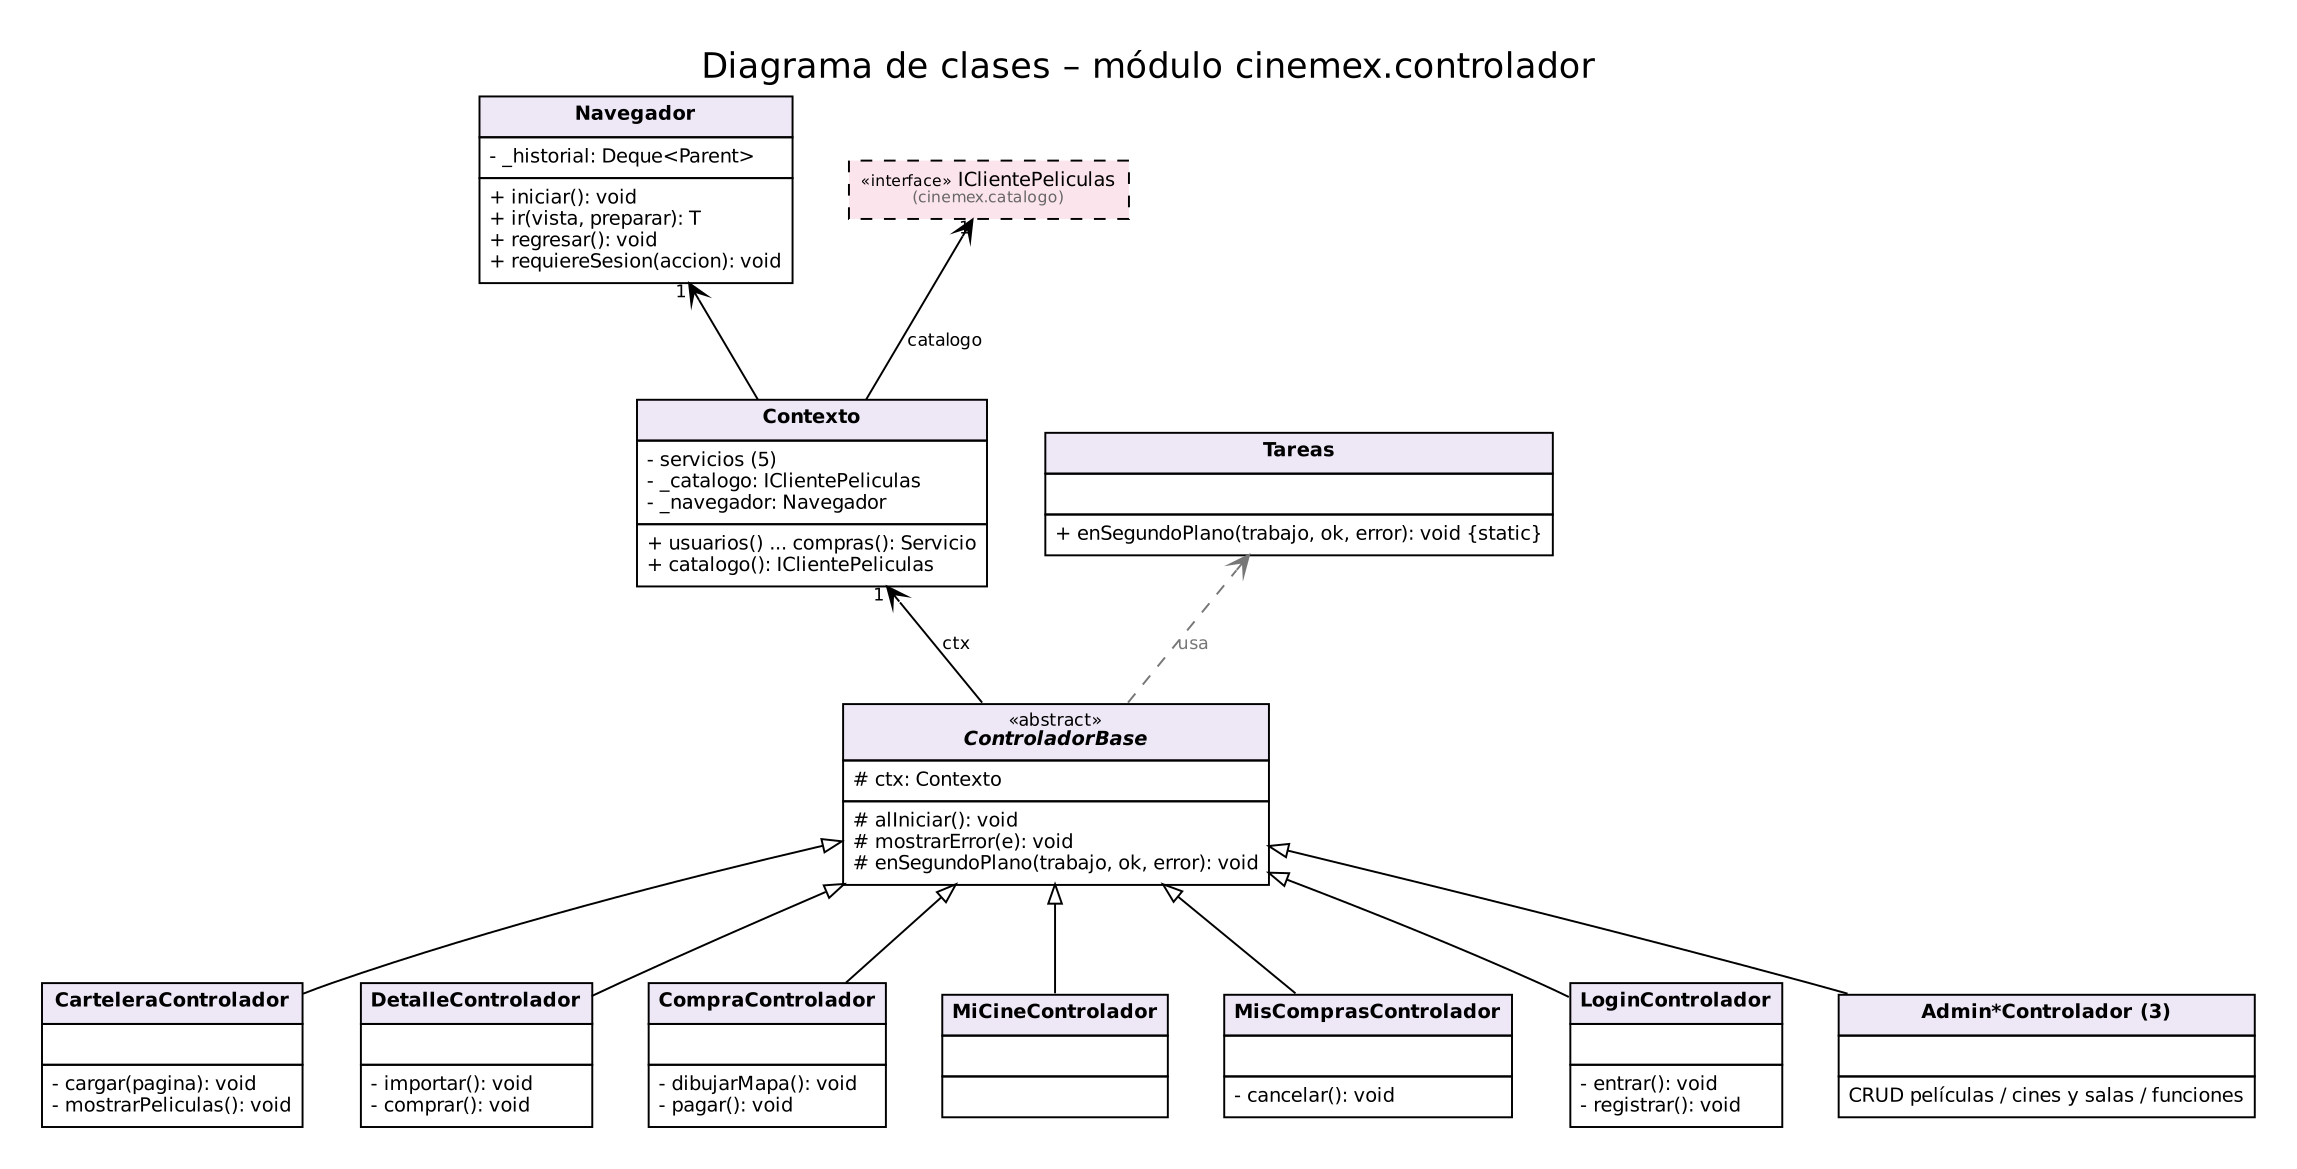 Diagrama de clases – módulo cinemex.controlador
Navegador
- _historial: Deque<Parent>
+ iniciar(): void
+ ir(vista, preparar): T
+ regresar(): void
+ requiereSesion(accion): void
«interface» IClientePeliculas
(cinemex.catalogo)
1
1
catalogo
Contexto
- servicios (5)
- _catalogo: IClientePeliculas
- _navegador: Navegador
+ usuarios() ... compras(): Servicio
+ catalogo(): IClientePeliculas
Tareas
+ enSegundoPlano(trabajo, ok, error): void {static}
1
ctx
usa
«abstract»
ControladorBase
# ctx: Contexto
# alIniciar(): void
# mostrarError(e): void
# enSegundoPlano(trabajo, ok, error): void
CarteleraControlador
- cargar(pagina): void
- mostrarPeliculas(): void
DetalleControlador
- importar(): void
- comprar(): void
CompraControlador
- dibujarMapa(): void
- pagar(): void
MiCineControlador
MisComprasControlador
- cancelar(): void
LoginControlador
- entrar(): void
- registrar(): void
Admin*Controlador (3)
CRUD películas / cines y salas / funciones